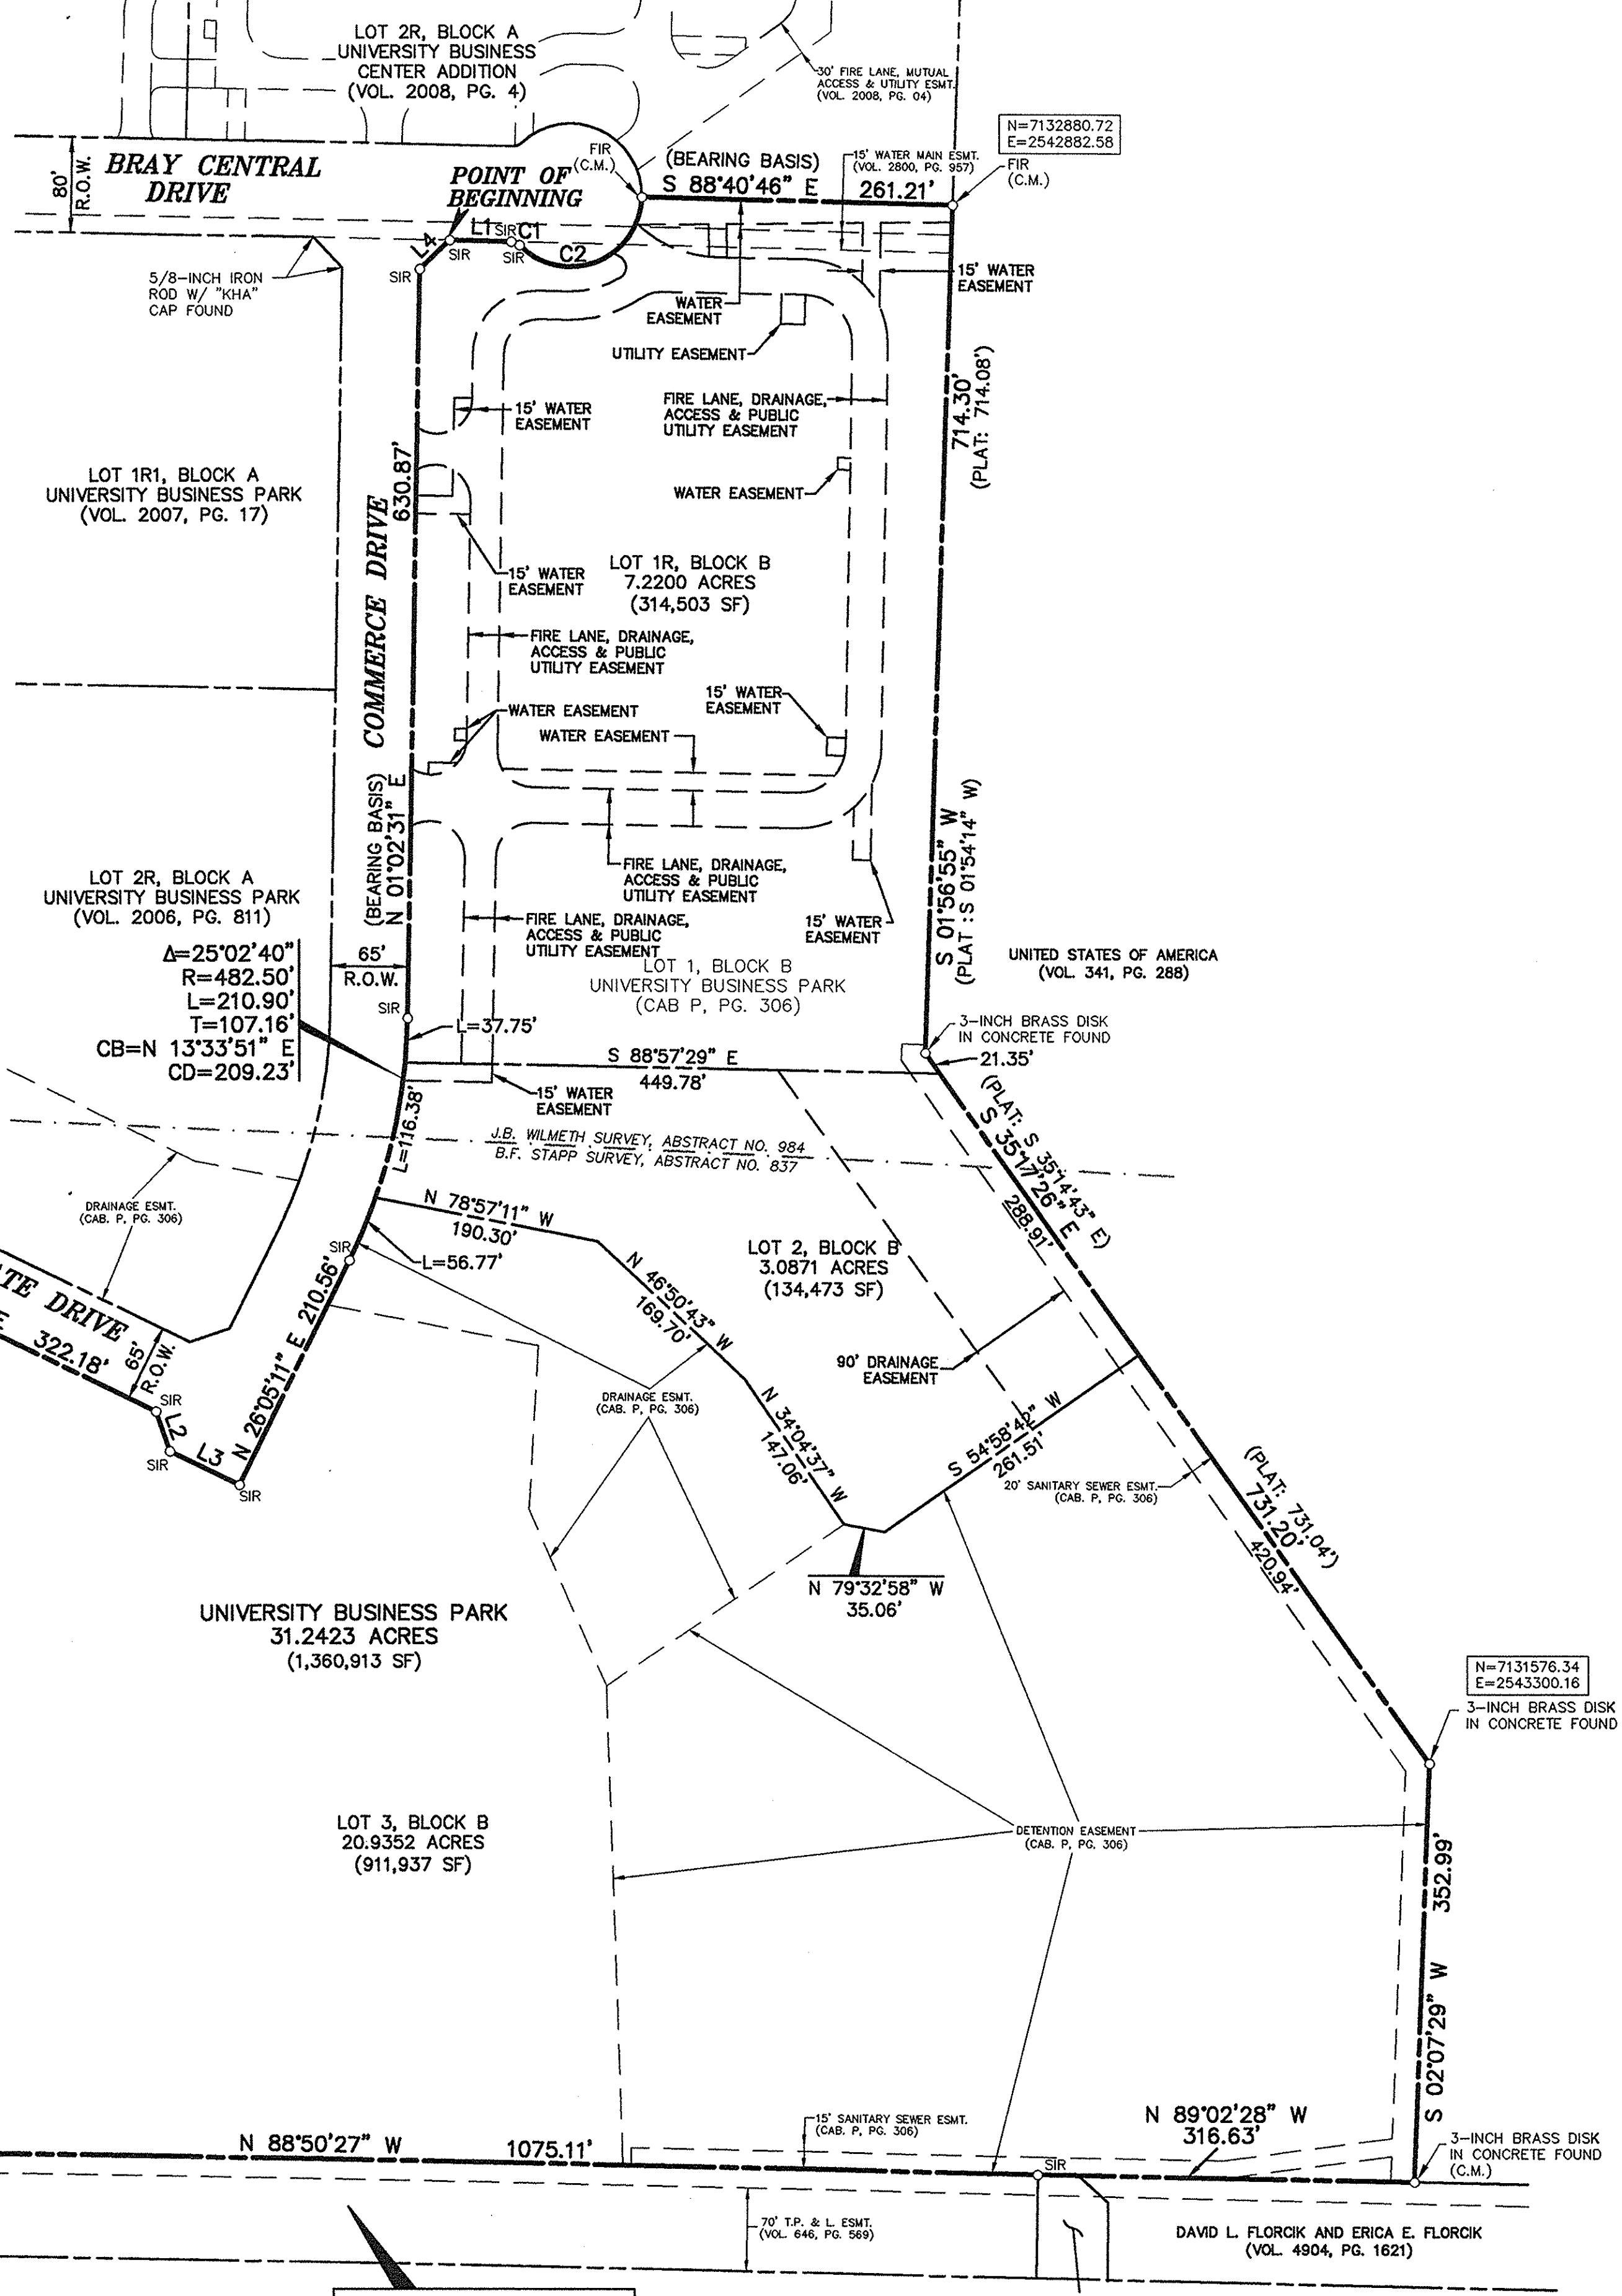 LOT 2R, BLOCK A
UNIVERSITY BUSINESS
CENTER ADDITION
(VOL. 2008, PG. 4)
30' FIRE LANE, MUTUAL
ACCESS & UTILITY ESMT.
(VOL. 2008, PG. 04)
N=7132880.72
E=2542882.58
FIR
(C.M.)
FIR
(C.M.)
(BEARING BASIS)
S 88°40'46" E 261.21'
15' WATER MAIN ESMT.
(VOL. 2800, PG. 957)
80'
R.O.W.
BRAY CENTRAL
DRIVE
POINT OF
BEGINNING
L4
L1
SIR
C1
C2
SIR
SIR
SIR
5/8-INCH IRON
ROD W/ "KHA"
CAP FOUND
15' WATER
EASEMENT
WATER
EASEMENT
UTILITY EASEMENT
15' WATER
EASEMENT
FIRE LANE, DRAINAGE,
ACCESS & PUBLIC
UTILITY EASEMENT
714.30'
(PLAT: 714.08')
LOT 1R1, BLOCK A
UNIVERSITY BUSINESS PARK
(VOL. 2007, PG. 17)
630.87'
COMMERCE DRIVE
WATER EASEMENT
15' WATER
EASEMENT
LOT 1R, BLOCK B
7.2200 ACRES
(314,503 SF)
FIRE LANE, DRAINAGE,
ACCESS & PUBLIC
UTILITY EASEMENT
15' WATER
EASEMENT
WATER EASEMENT
WATER EASEMENT
(BEARING BASIS)
N 01°02'31" E
S 01°56'55" W
(PLAT :S 01°54'14" W)
FIRE LANE, DRAINAGE,
ACCESS & PUBLIC
UTILITY EASEMENT
LOT 2R, BLOCK A
UNIVERSITY BUSINESS PARK
(VOL. 2006, PG. 811)
FIRE LANE, DRAINAGE,
ACCESS & PUBLIC
UTILITY EASEMENT
15' WATER
EASEMENT
Δ=25°02'40"
R=482.50'
L=210.90'
T=107.16'
CB=N 13°33'51" E
CD=209.23'
65'
R.O.W.
LOT 1, BLOCK B
UNIVERSITY BUSINESS PARK
(CAB P, PG. 306)
UNITED STATES OF AMERICA
(VOL. 341, PG. 288)
SIR
L=37.75'
3-INCH BRASS DISK
IN CONCRETE FOUND
21.35'
S 88°57'29" E
449.78'
15' WATER
EASEMENT
L=116.38'
(PLAT: S 35°14'43" E)
S 35°17'26" E
J.B. WILMETH SURVEY, ABSTRACT NO. 984
B.F. STAPP SURVEY, ABSTRACT NO. 837
DRAINAGE ESMT.
(CAB. P, PG. 306)
N 78°57'11" W
190.30'
288.91'
SIR
L=56.77'
LOT 2, BLOCK B
3.0871 ACRES
(134,473 SF)
N 46°50'43" W
169.70'
TE DRIVE
E 322.18'
65'
R.O.W.
N 26°05'11" E 210.56'
90' DRAINAGE
EASEMENT
DRAINAGE ESMT.
(CAB. P, PG. 306)
N 34°04'37" W
147.06'
S 54°58'42" W
261.51'
SIR
L2
L3
SIR
SIR
20' SANITARY SEWER ESMT.
(CAB. P, PG. 306)
(PLAT: 731.04')
731.20'
420.94'
N 79°32'58" W
35.06'
UNIVERSITY BUSINESS PARK
31.2423 ACRES
(1,360,913 SF)
N=7131576.34
E=2543300.16
3-INCH BRASS DISK
IN CONCRETE FOUND
LOT 3, BLOCK B
20.9352 ACRES
(911,937 SF)
DETENTION EASEMENT
(CAB. P, PG. 306)
352.99'
S 02°07'29" W
15' SANITARY SEWER ESMT.
(CAB. P, PG. 306)
N 89°02'28" W
316.63'
N 88°50'27" W 1075.11'
SIR
3-INCH BRASS DISK
IN CONCRETE FOUND
(C.M.)
70' T.P. & L. ESMT.
(VOL. 646, PG. 569)
DAVID L. FLORCIK AND ERICA E. FLORCIK
(VOL. 4904, PG. 1621)